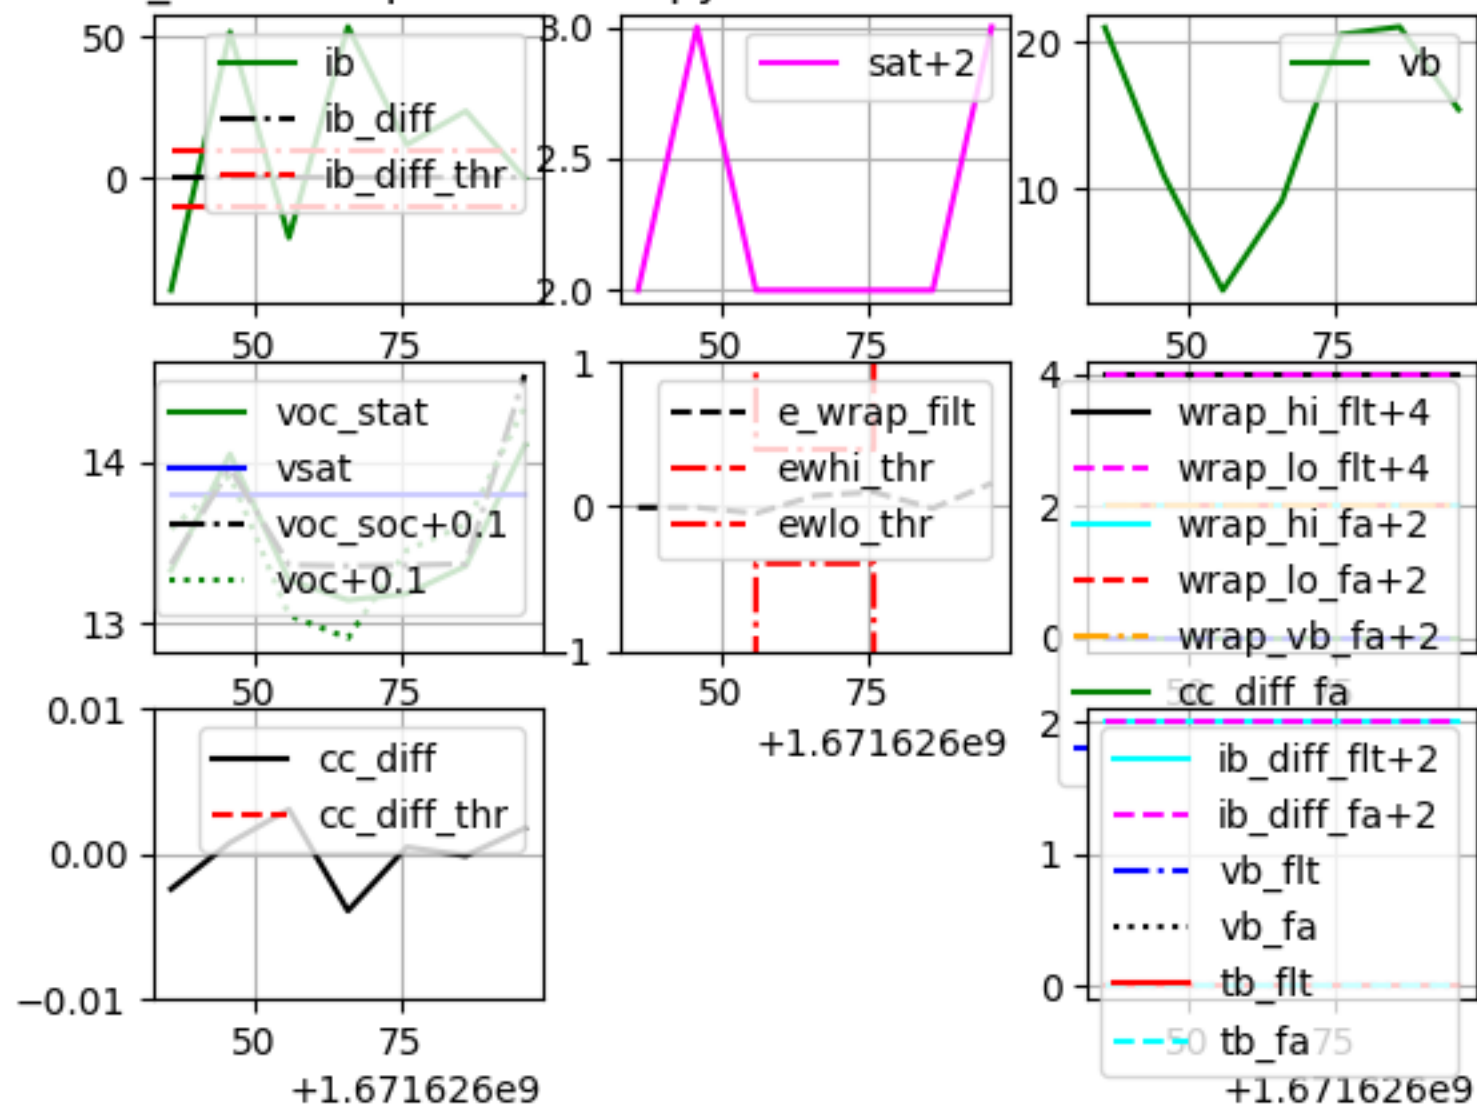 50
0
ib
ib_diff
ib_diff_thr
50
75
3.0
2.5
2.0
sat+2
50
75
20
10
vb
50
75
14
13
voc_stat
vsat
voc_soc+0.1
voc+0.1
50
75
1
0
−1
e_wrap_filt
ewhi_thr
ewlo_thr
50
75
+1.671626e9
4
2
0
wrap_hi_flt+4
wrap_lo_flt+4
wrap_hi_fa+2
wrap_lo_fa+2
wrap_vb_fa+2
cc_diff_fa
0.01
0.00
−0.01
cc_diff
cc_diff_thr
50
75
+1.671626e9
2
1
0
ib_diff_flt+2
ib_diff_fa+2
vb_flt
vb_fa
tb_flt
tb_fa
50
75
+1.671626e9